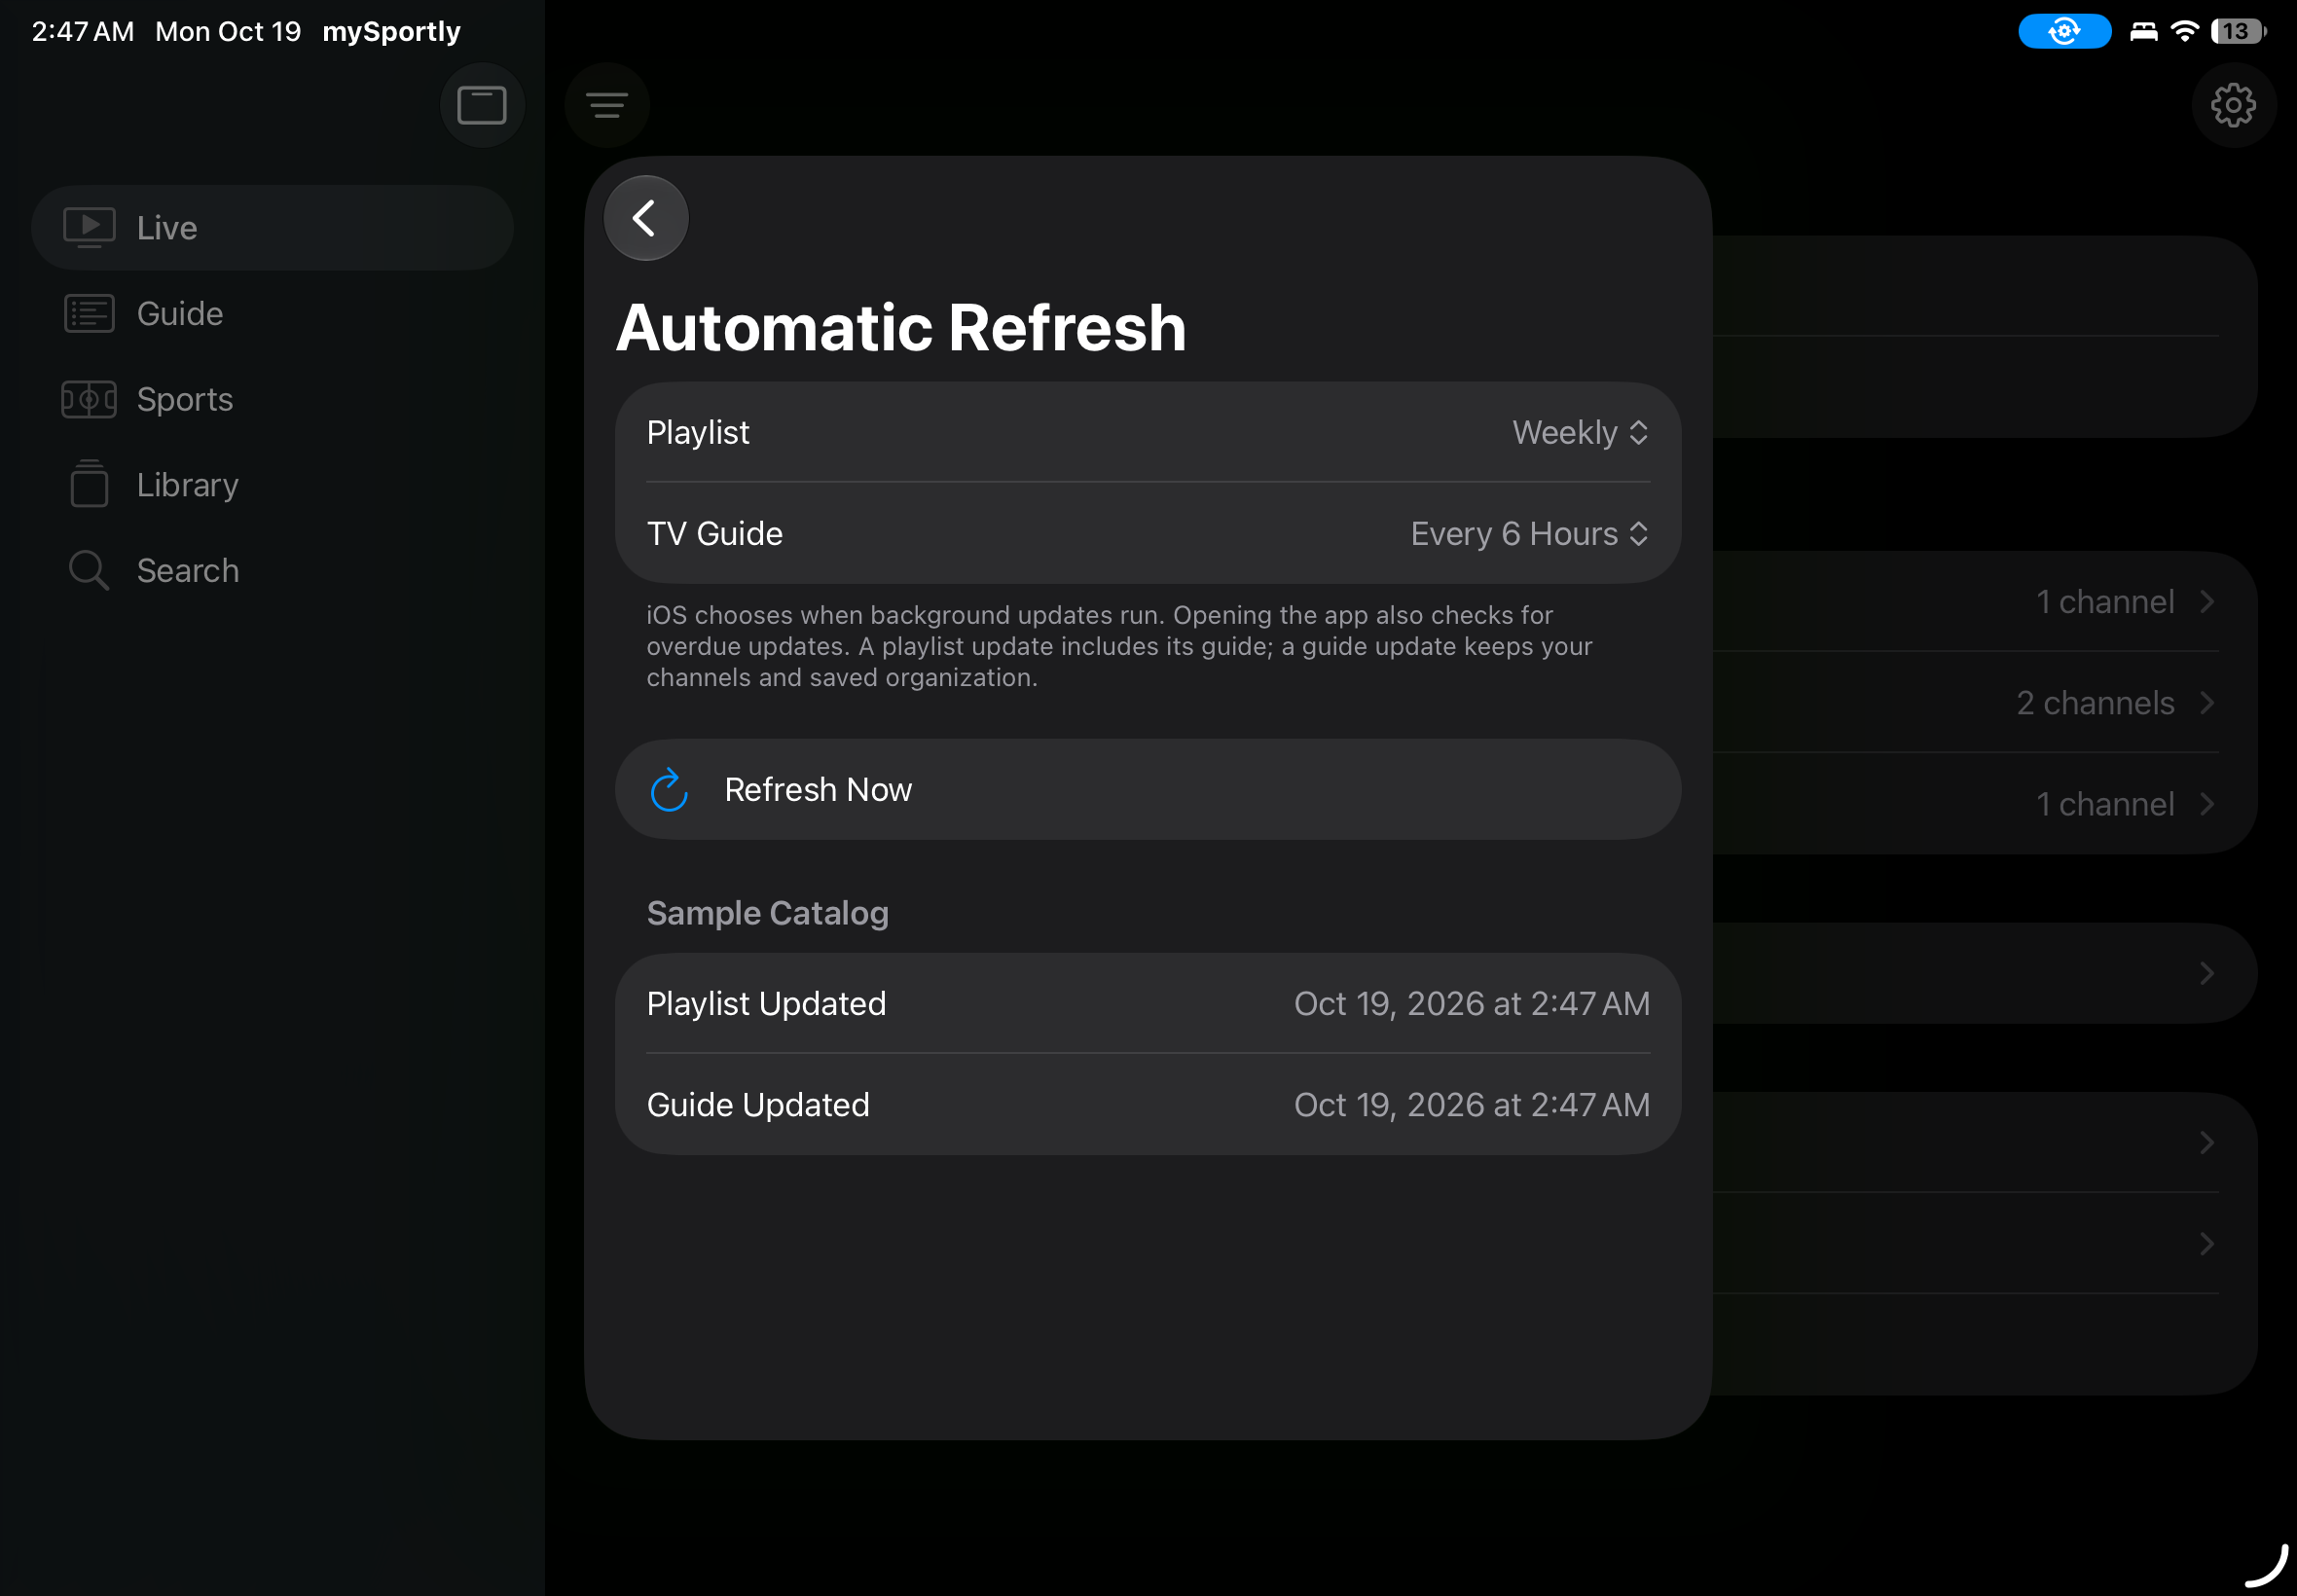 2:47 AM Mon Oct 19 mySportly
13
Live
Guide
Sports
Library
Search
Automatic Refresh
Playlist Weekly
TV Guide Every 6 Hours
iOS chooses when background updates run. Opening the app also checks for
overdue updates. A playlist update includes its guide; a guide update keeps your
channels and saved organization.
Refresh Now
Sample Catalog
Playlist Updated Oct 19, 2026 at 2:47 AM
Guide Updated Oct 19, 2026 at 2:47 AM
1 channel
2 channels
1 channel